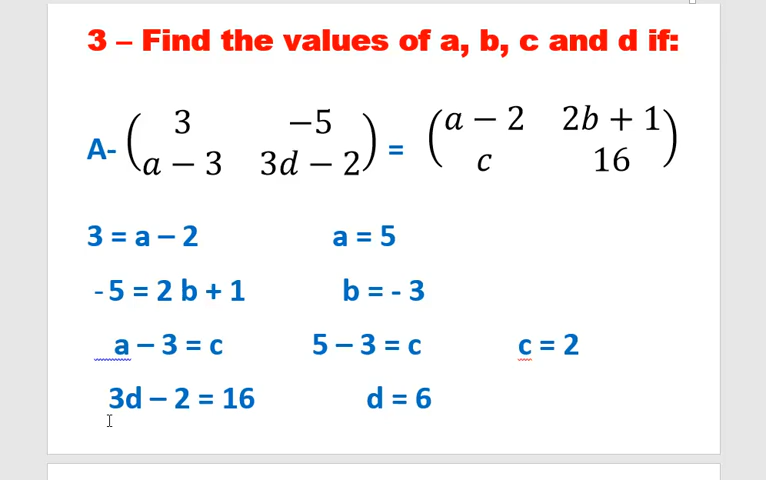 3 – Find the values of a, b, c and d if:
A- ( 3 −5 ) = ( a − 2 2b + 1 )
( a − 3 3d − 2 ) ( c 16 )
3 = a – 2 a = 5
- 5 = 2 b + 1 b = - 3
a – 3 = c 5 – 3 = c c = 2
3d – 2 = 16 d = 6